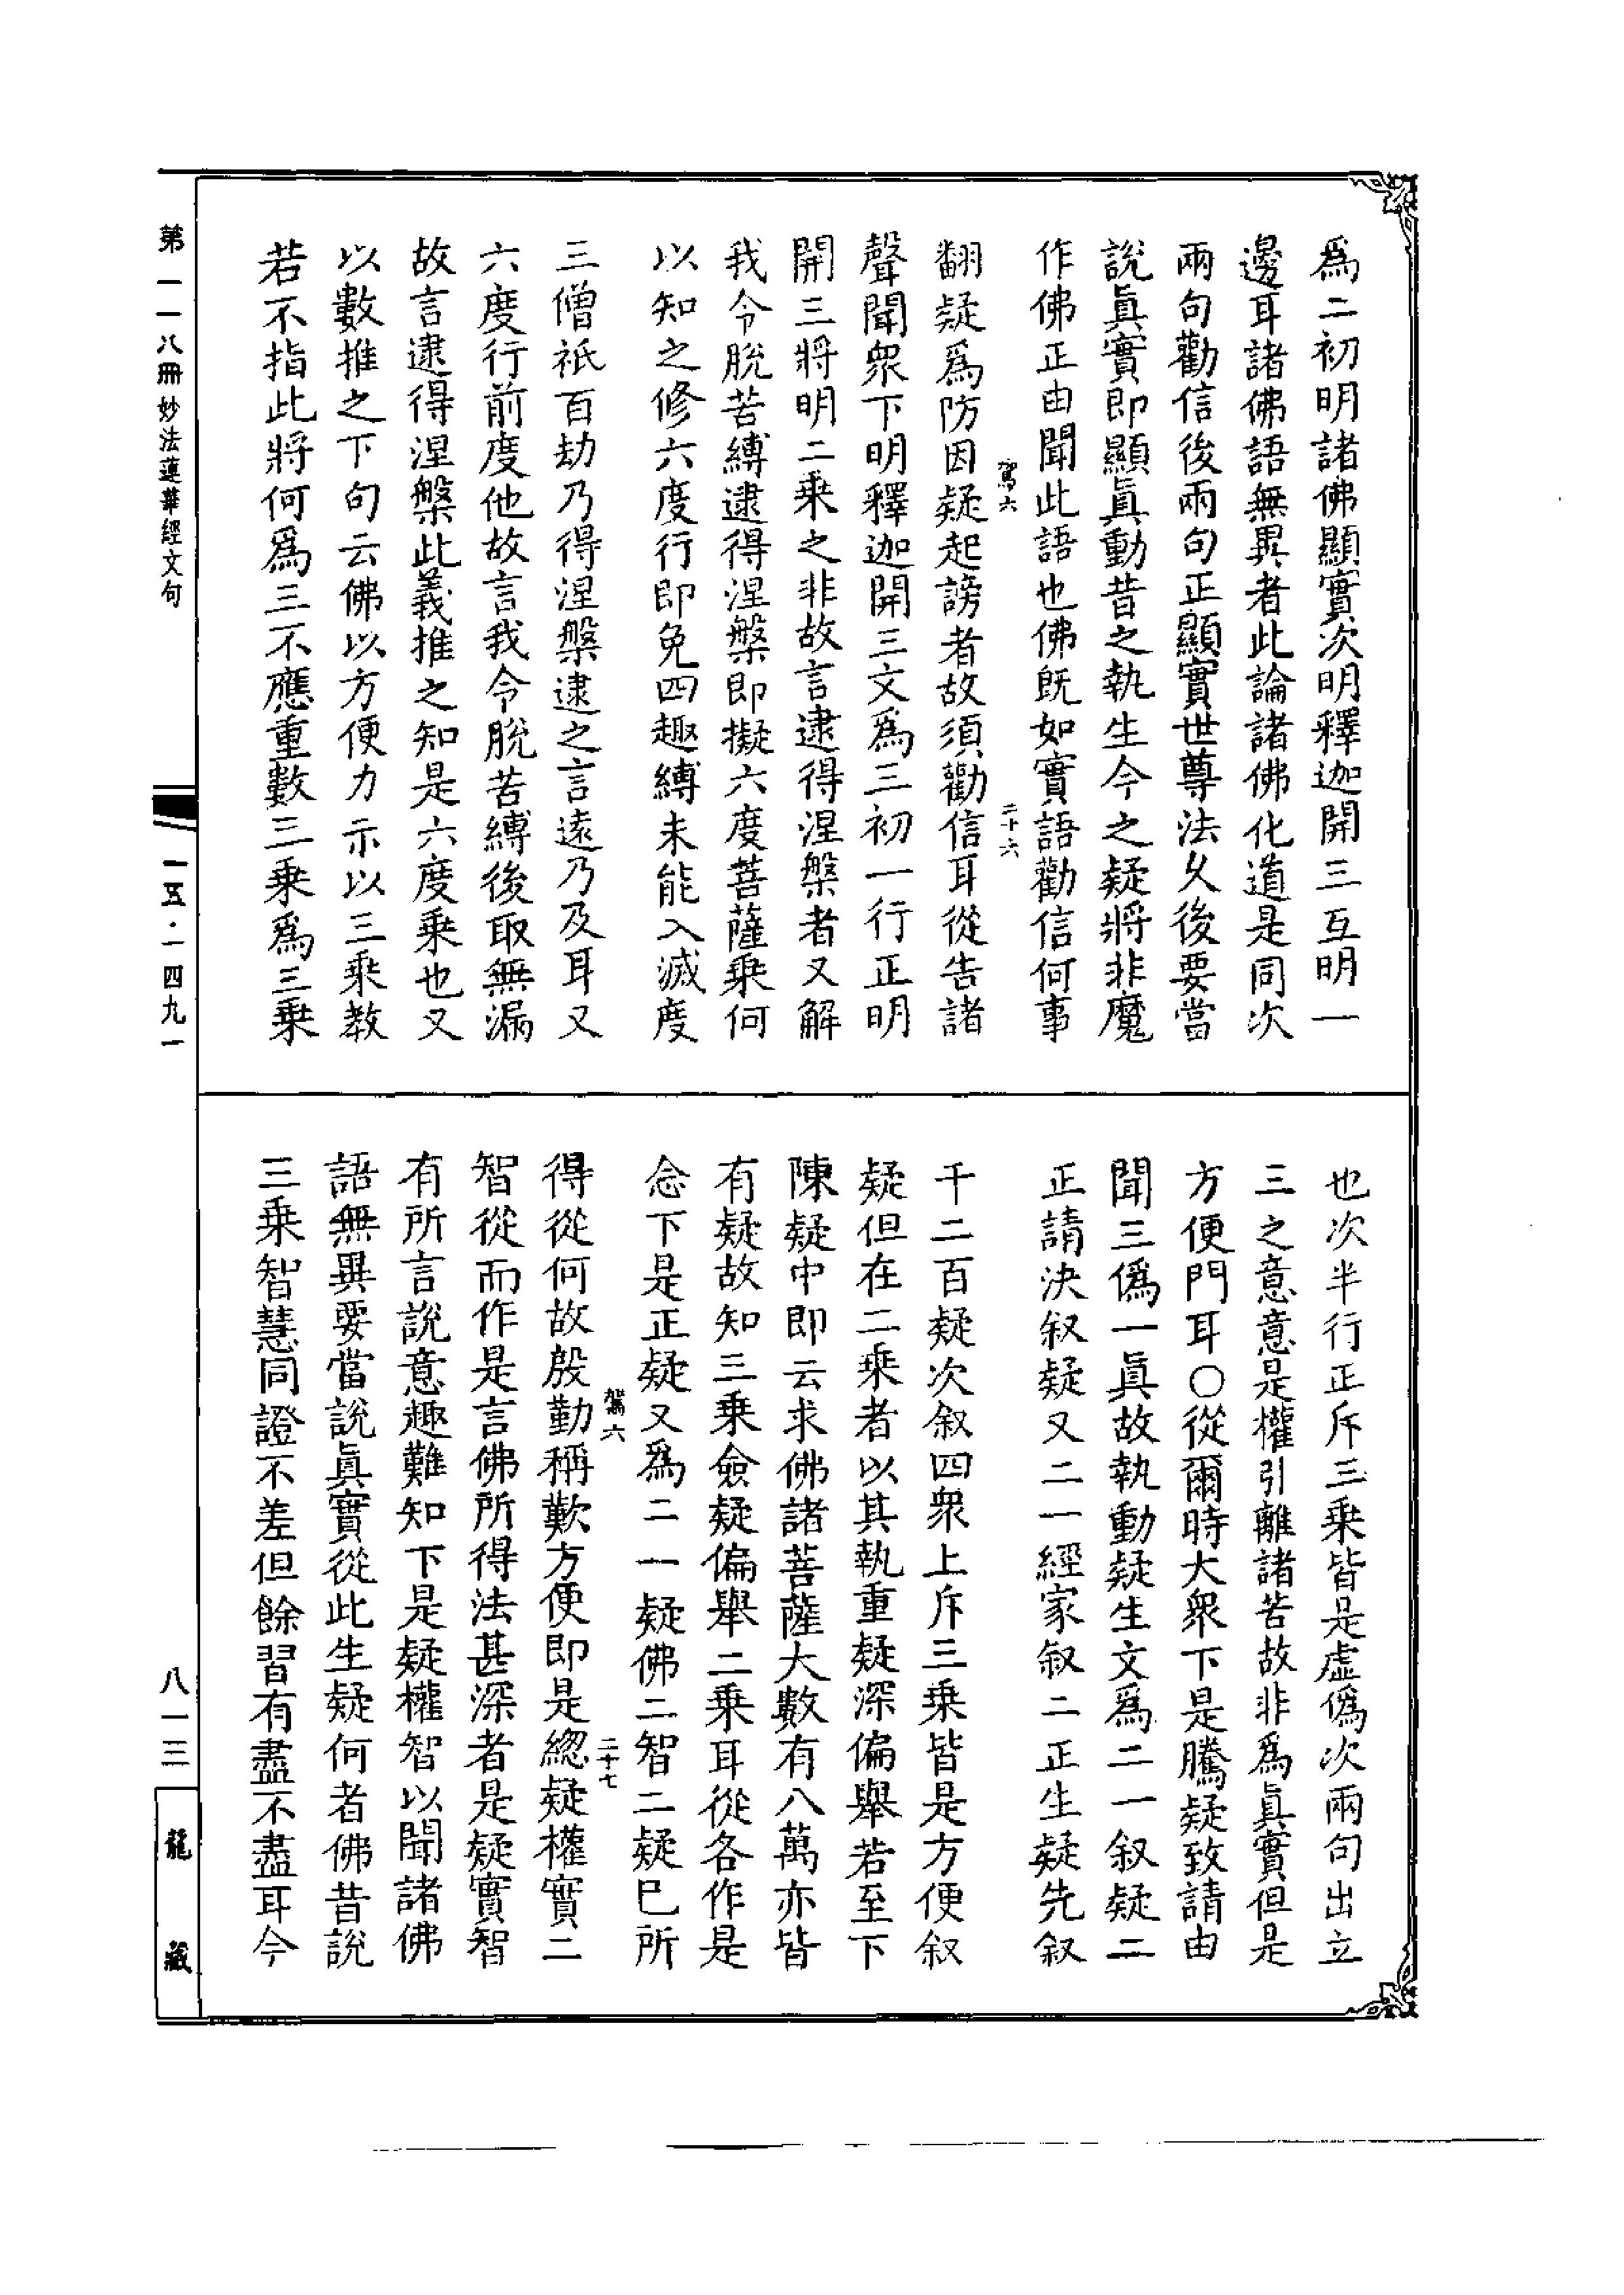 為二初明諸佛顯實次明釋迦開三互明一
邊耳諸佛語無異者此論諸佛化道是同次
兩句勸信後兩句正顯實世尊法乆後要當
說眞實即顯眞動昔之執生今之疑將非魔
作佛正由聞此語也佛旣如實語勸信何事
駕六 二十六
翻疑為防因疑起謗者故須勸信耳從告諸
聲聞衆下明釋迦開三文為三初一行正明
開三將明二乘之非故言逮得涅槃者又解
我令脫苦縛逮得涅槃即擬六度菩薩乘何
以知之修六度行即免四趣縛未能入滅度
三僧祇百劫乃得涅槃逮之言遠乃及耳又
六度行前度他故言我令脫苦縛後取無漏
故言逮得涅槃此義推之知是六度乘也又
以數推之下句云佛以方便力示以三乘教
若不指此將何為三不應重數三乘為三乘
也次半行正斥三乘皆是虛偽次兩句出立
三之意意是權引離諸苦故非為眞實但是
方便門耳○從爾時大衆下是騰疑致請由
聞三偽一眞故執動疑生文為二一叙疑二
正請決叙疑又二一經家叙二正生疑先叙
千二百疑次叙四衆上斥三乘皆是方便叙
疑但在二乘者以其執重疑深偏舉若至下
陳疑中即云求佛諸菩薩大數有八萬亦皆
有疑故知三乘僉疑偏舉二乘耳從各作是
念下是正疑又為二一疑佛二智二疑巳所
駕六 二十七
得從何故殷勤稱歎方便即是總疑權實二
智從而作是言佛所得法甚深者是疑實智
有所言說意趣難知下是疑權智以聞諸佛
語無異要當說眞實從此生疑何者佛昔說
三乘智慧同證不差但餘習有盡不盡耳今
第一一八冊 妙法蓮華經文句
一五·一四九一
八一三
龍藏